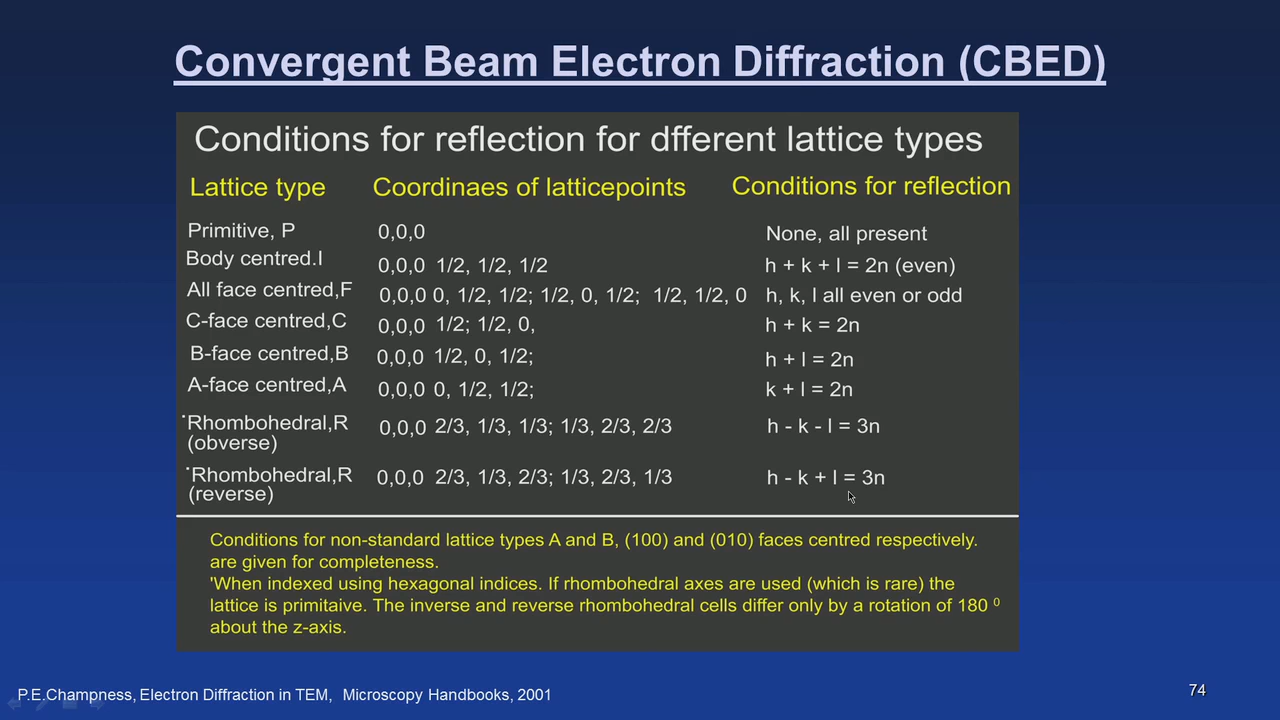 Convergent Beam Electron Diffraction (CBED)
Conditions for reflection for dfferent lattice types
Lattice type Coordinaes of latticepoints Conditions for reflection
Primitive, P 0,0,0 None, all present
Body centred.I 0,0,0 1/2, 1/2, 1/2 h + k + l = 2n (even)
All face centred,F 0,0,0 0, 1/2, 1/2; 1/2, 0, 1/2; 1/2, 1/2, 0 h, k, l all even or odd
C-face centred,C 0,0,0 1/2; 1/2, 0, h + k = 2n
B-face centred,B 0,0,0 1/2, 0, 1/2; h + l = 2n
A-face centred,A 0,0,0 0, 1/2, 1/2; k + l = 2n
'Rhombohedral,R 0,0,0 2/3, 1/3, 1/3; 1/3, 2/3, 2/3 h - k - l = 3n
(obverse)
'Rhombohedral,R 0,0,0 2/3, 1/3, 2/3; 1/3, 2/3, 1/3 h - k + l = 3n
(reverse)
Conditions for non-standard lattice types A and B, (100) and (010) faces centred respectively.
are given for completeness.
'When indexed using hexagonal indices. If rhombohedral axes are used (which is rare) the
lattice is primitaive. The inverse and reverse rhombohedral cells differ only by a rotation of 180 ⁰
about the z-axis.
P.E.Champness, Electron Diffraction in TEM, Microscopy Handbooks, 2001
74